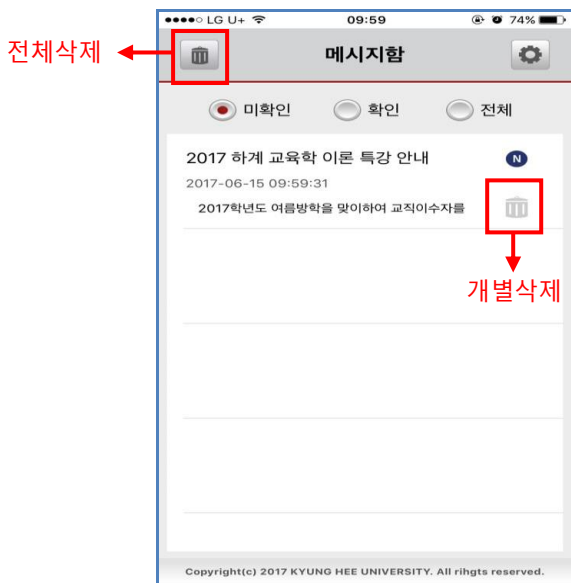 LG U+ 09:59 74%
전체삭제
메시지함
미확인 확인 전체
2017 하계 교육학 이론 특강 안내 N
2017-06-15 09:59:31
2017학년도 여름방학을 맞이하여 교직이수자를
개별삭제
Copyright(c) 2017 KYUNG HEE UNIVERSITY. All rihgts reserved.